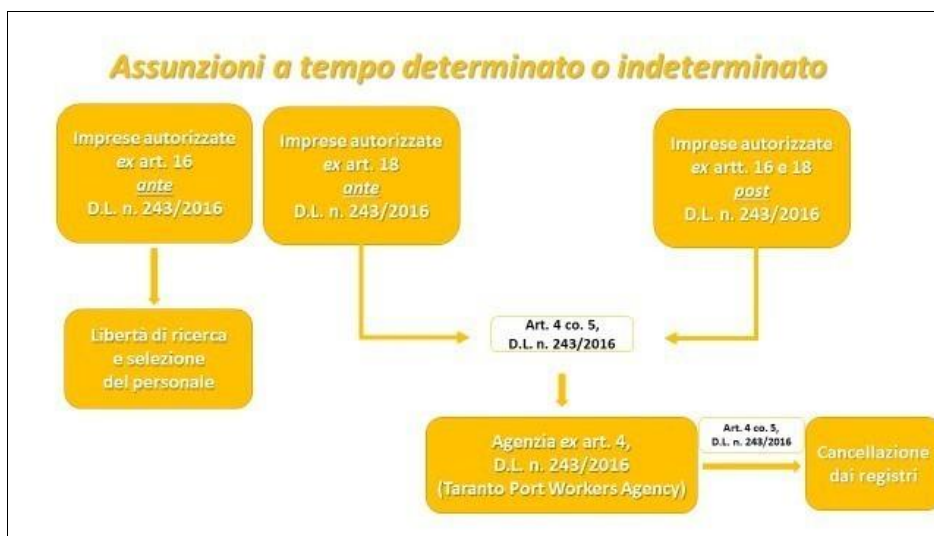 Assunzioni a tempo determinato o indeterminato
Imprese autorizzate
ex art. 16
ante
D.L. n. 243/2016
Imprese autorizzate
ex art. 18
ante
D.L. n. 243/2016
Imprese autorizzate
ex artt. 16 e 18
post
D.L. n. 243/2016
Libertà di ricerca
e selezione
del personale
Art. 4 co. 5,
D.L. n. 243/2016
Agenzia ex art. 4,
D.L. n. 243/2016
(Taranto Port Workers Agency)
Art. 4 co. 5,
D.L. n. 243/2016
Cancellazione
dai registri